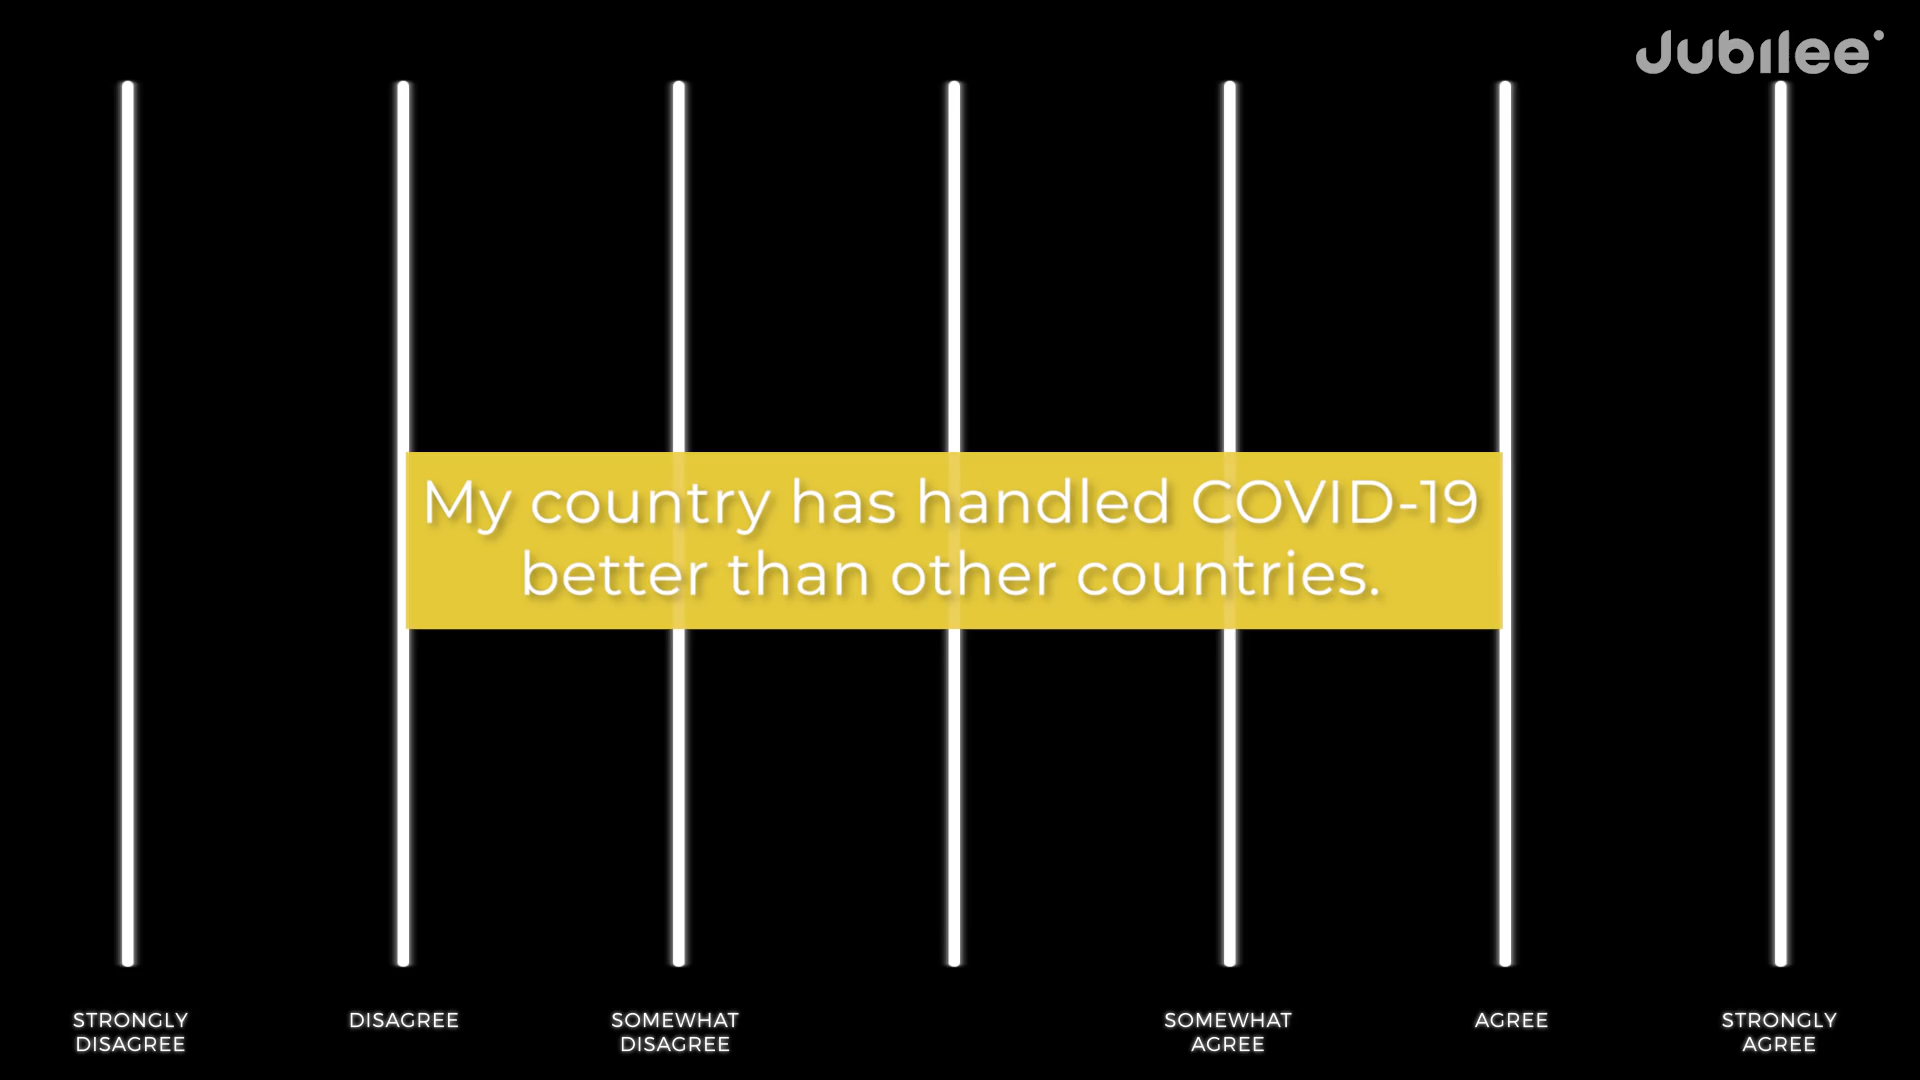 Jubilee
My country has handled COVID-19
better than other countries.
STRONGLY
DISAGREE
DISAGREE
SOMEWHAT
DISAGREE
SOMEWHAT
AGREE
AGREE
STRONGLY
AGREE